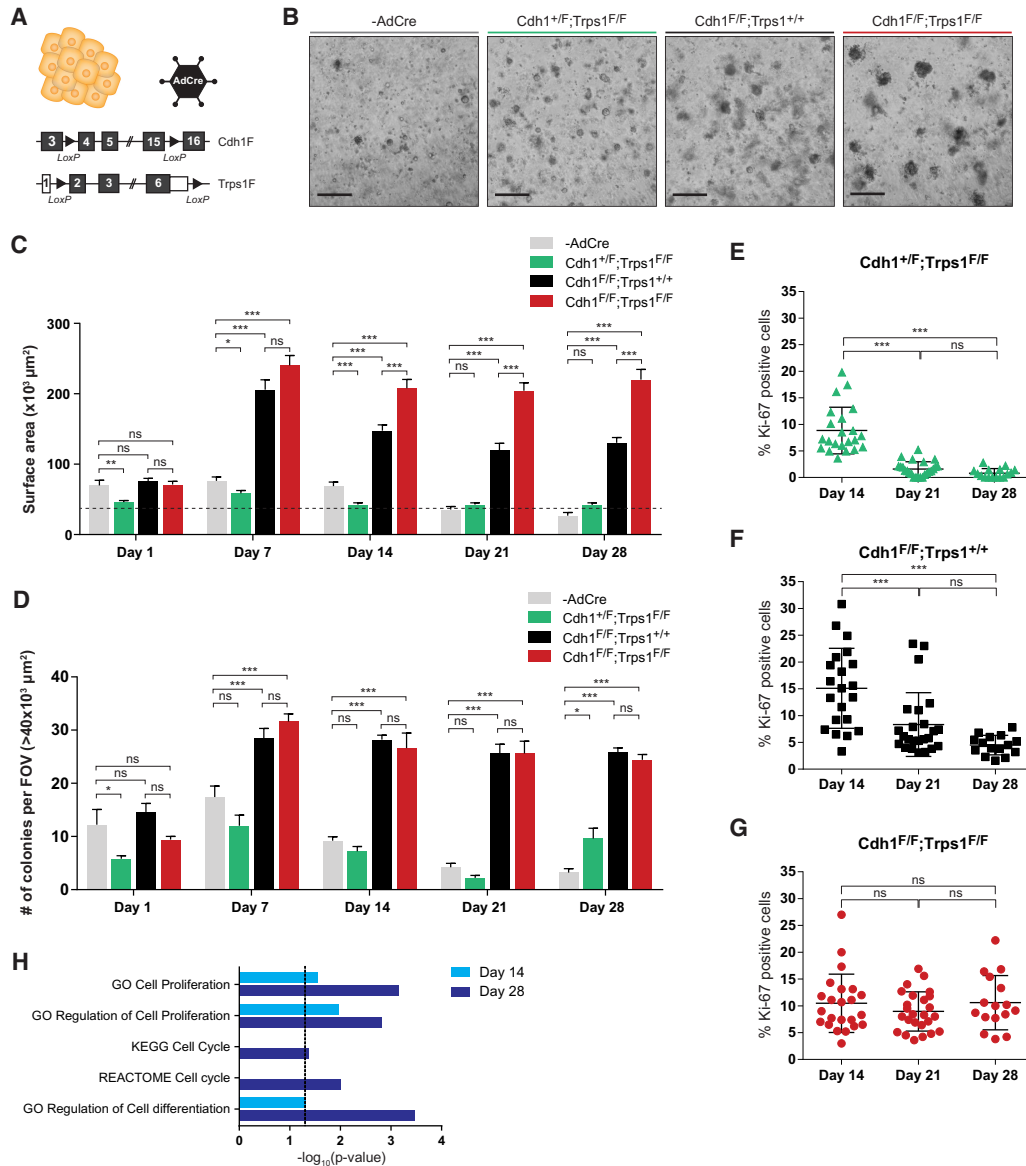 A
AdCre
3 4 5 // 15 16 Cdh1F
LoxP LoxP
1 2 3 // 6 Trps1F
LoxP LoxP
B
-AdCre Cdh1+/F;Trps1F/F Cdh1F/F;Trps1+/+ Cdh1F/F;Trps1F/F
C
-AdCre
Cdh1+/F;Trps1F/F
Cdh1F/F;Trps1+/+
Cdh1F/F;Trps1F/F
Surface area (x10³ µm²)
300
200
100
0
ns
ns
** ns
***
***
* ns
***
***
*** ***
***
***
ns ***
***
***
ns ***
Day 1 Day 7 Day 14 Day 21 Day 28
D
-AdCre
Cdh1+/F;Trps1F/F
Cdh1F/F;Trps1+/+
Cdh1F/F;Trps1F/F
# of colonies per FOV (>40x10³ µm²)
40
30
20
10
0
ns
ns
* ns
***
***
ns ns
***
***
ns ns
***
***
ns ns
***
***
* ns
Day 1 Day 7 Day 14 Day 21 Day 28
E
Cdh1+/F;Trps1F/F
% Ki-67 positive cells
35
30
25
20
15
10
5
0
***
*** ns
Day 14 Day 21 Day 28
F
Cdh1F/F;Trps1+/+
% Ki-67 positive cells
35
30
25
20
15
10
5
0
***
*** ns
Day 14 Day 21 Day 28
G
Cdh1F/F;Trps1F/F
% Ki-67 positive cells
35
30
25
20
15
10
5
0
ns
ns ns
Day 14 Day 21 Day 28
H
Day 14
Day 28
GO Cell Proliferation
GO Regulation of Cell Proliferation
KEGG Cell Cycle
REACTOME Cell cycle
GO Regulation of Cell differentiation
0 1 2 3 4
-log₁₀(p-value)